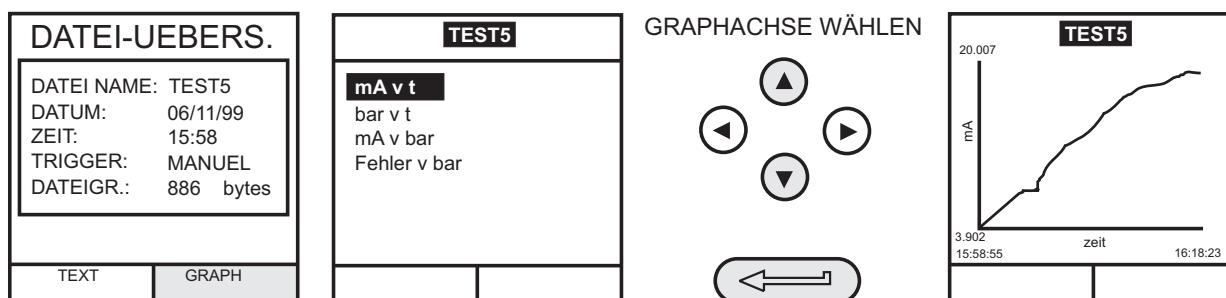 DATEI-UEBERS.
DATEI NAME: TEST5
DATUM: 06/11/99
ZEIT: 15:58
TRIGGER: MANUEL
DATEIGR.: 886 bytes
TEXT GRAPH
TEST5
mA v t
bar v t
mA v bar
Fehler v bar
GRAPHACHSE WÄHLEN
TEST5
20.007
mA
3.902
zeit
15:58:55 16:18:23